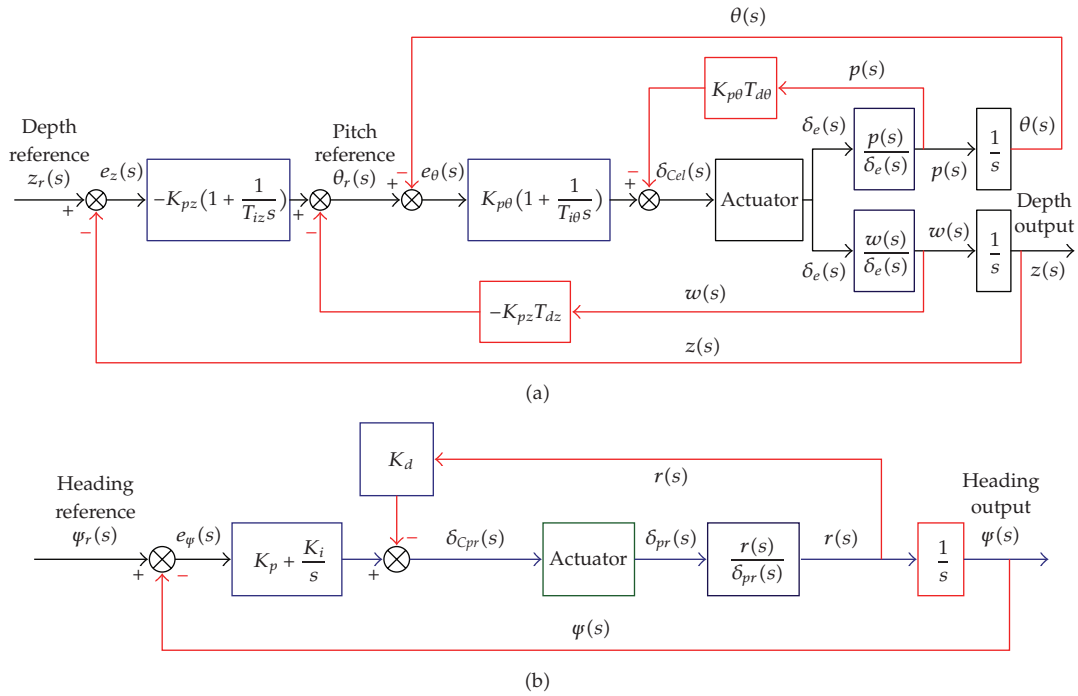 θ(s)
p(s)
K_{pθ}T_{dθ}
Depth
reference
z_r(s)
e_z(s)
Pitch
reference
θ_r(s)
e_θ(s)
δ_{Cel}(s)
δ_e(s)
p(s)
δ_e(s)
p(s)
1
s
θ(s)
+
−
−K_{pz}(1 + 1/(T_{iz}s))
+
−
+
−
K_{pθ}(1 + 1/(T_{iθ}s))
+
−
Actuator
δ_e(s)
w(s)
δ_e(s)
w(s)
1
s
Depth
output
z(s)
w(s)
−K_{pz}T_{dz}
z(s)
(a)
K_d
r(s)
Heading
reference
ψ_r(s)
e_ψ(s)
+
−
K_p + K_i/s
+
−
δ_{Cpr}(s)
Actuator
δ_{pr}(s)
r(s)
δ_{pr}(s)
r(s)
1
s
Heading
output
ψ(s)
ψ(s)
(b)